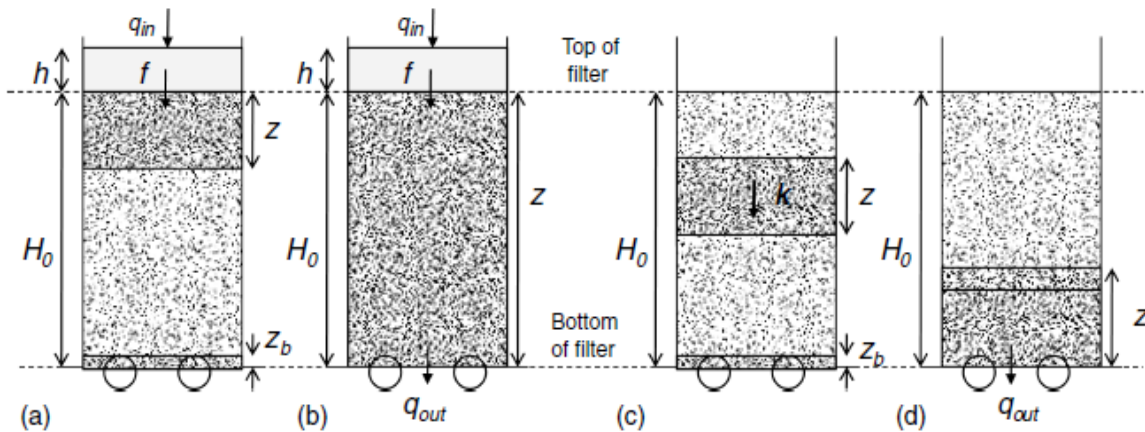 q_in
q_in
h
f
h
f
Top of
filter
z
z
k
z
H_0
H_0
H_0
H_0
z_b
Bottom
of filter
z_b
z
(a)
(b)
q_out
(c)
(d)
q_out